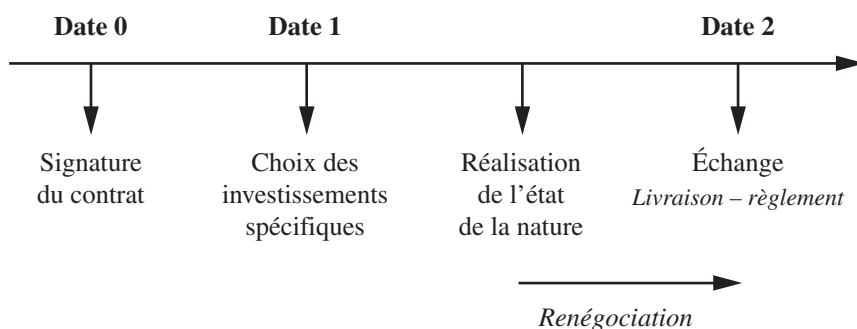 Date 0 Date 1 Date 2
Signature
du contrat
Choix des
investissements
spécifiques
Réalisation
de l'état
de la nature
Échange
Livraison – règlement
Renégociation